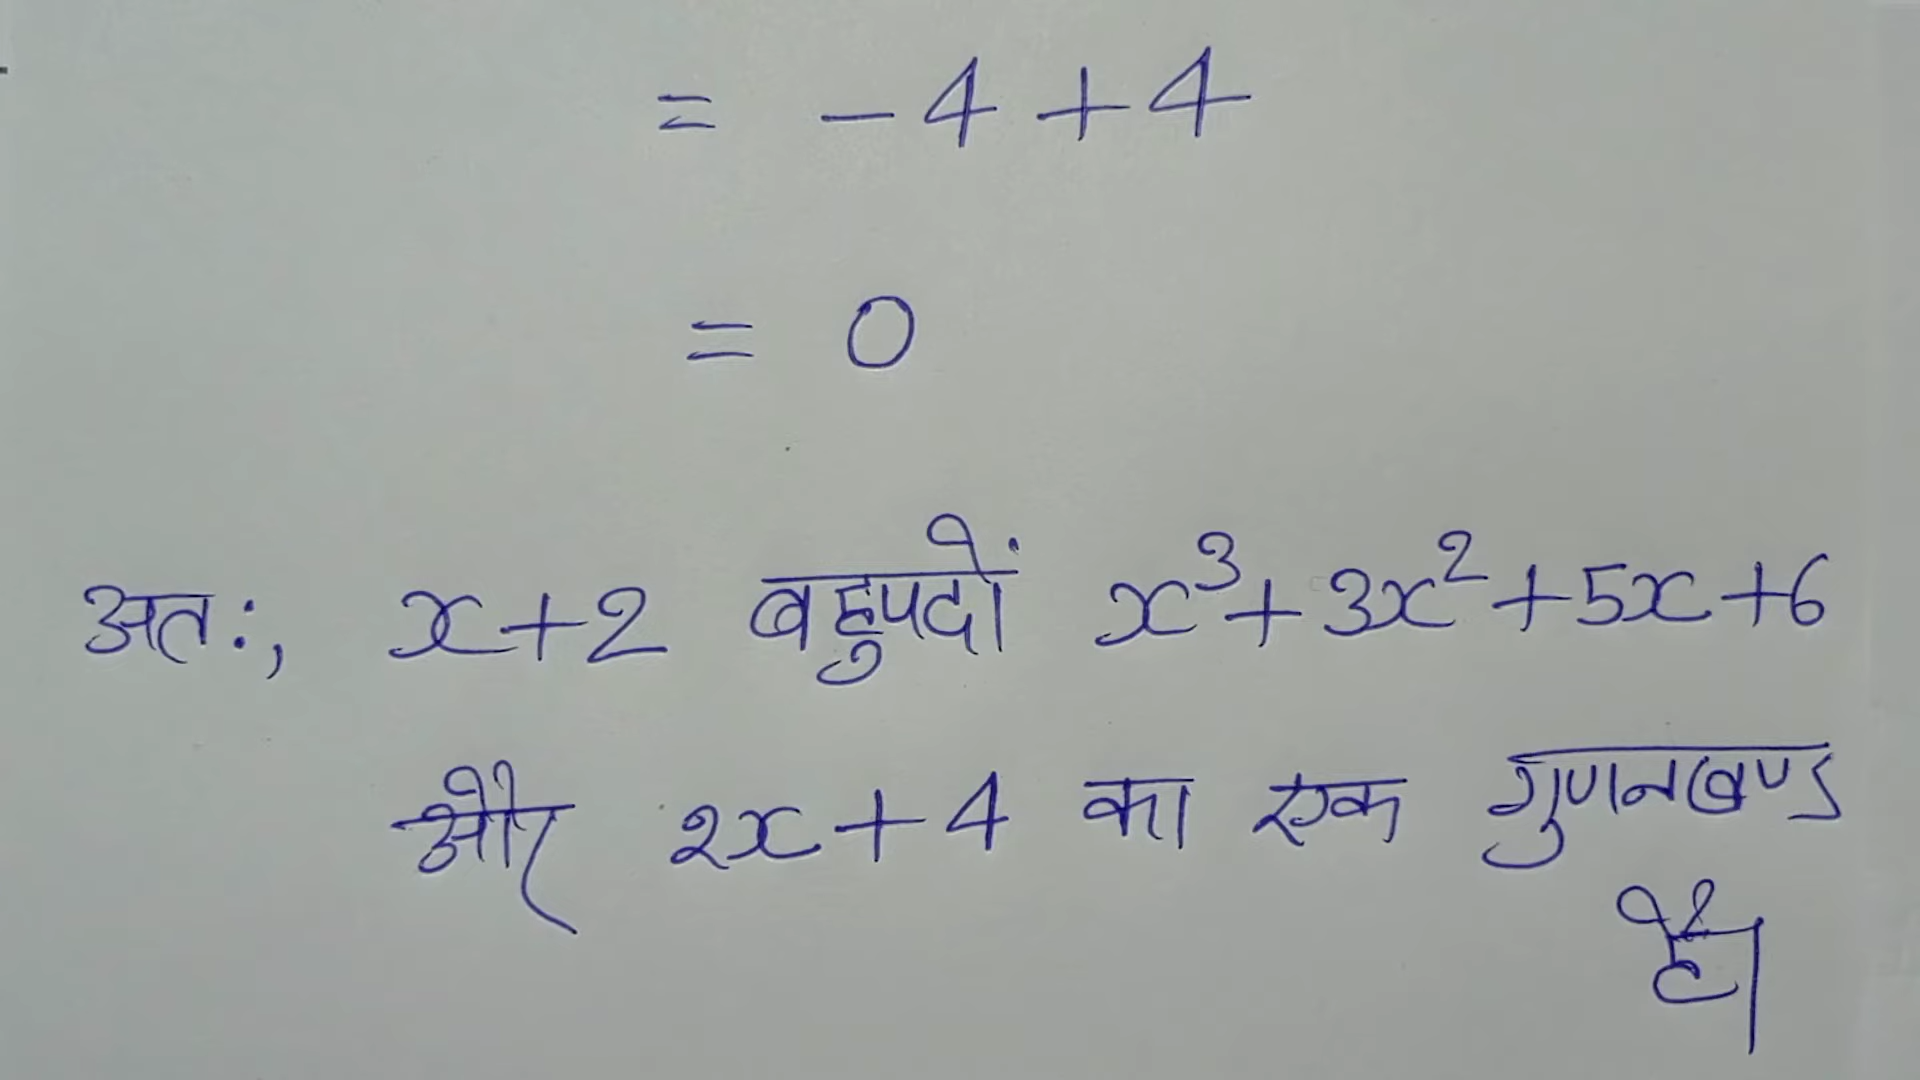 = - 4 + 4
= 0
अतः, x+2 बहुपदों x³+3x²+5x+6
और 2x+4 का एक गुणनखण्ड
है।